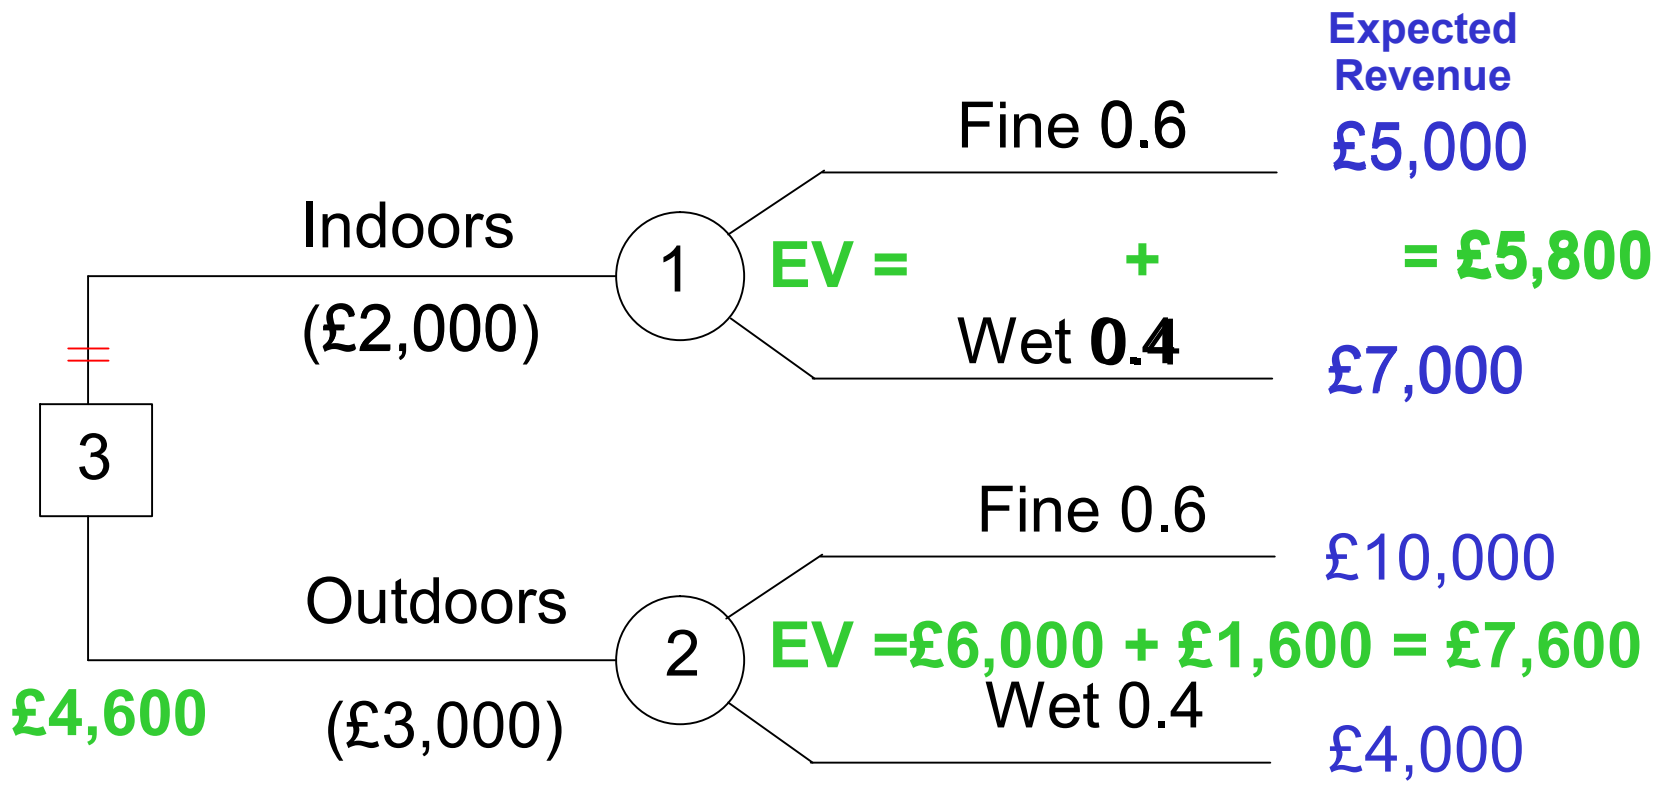 Expected
Revenue
Fine 0.6
£5,000
Indoors
1
EV = + = £5,800
(£2,000)
Wet 0.4
£7,000
3
Fine 0.6
£10,000
Outdoors
2
EV =£6,000 + £1,600 = £7,600
£4,600
(£3,000)
Wet 0.4
£4,000